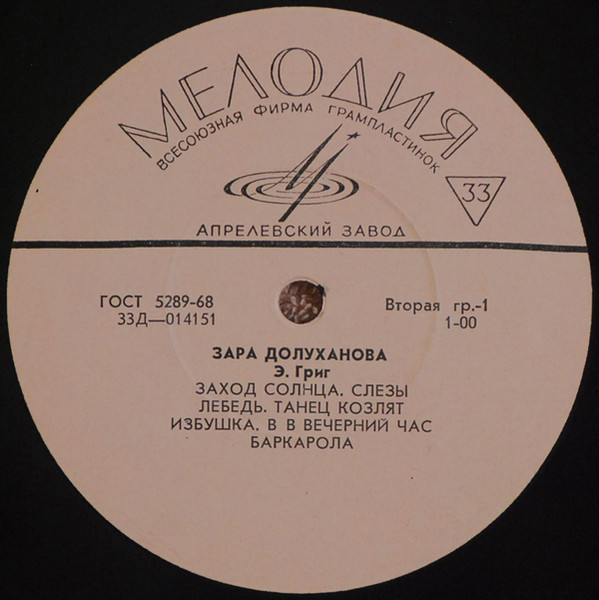 МЕЛОДИЯ
ВСЕСОЮЗНАЯ ФИРМА ГРАМПЛАСТИНОК
33
АПРЕЛЕВСКИЙ ЗАВОД
ГОСТ 5289-68
33Д—014151
Вторая гр.-1
1-00
ЗАРА ДОЛУХАНОВА
Э. Григ
ЗАХОД СОЛНЦА. СЛЕЗЫ
ЛЕБЕДЬ. ТАНЕЦ КОЗЛЯТ
ИЗБУШКА. В В ВЕЧЕРНИЙ ЧАС
БАРКАРОЛА